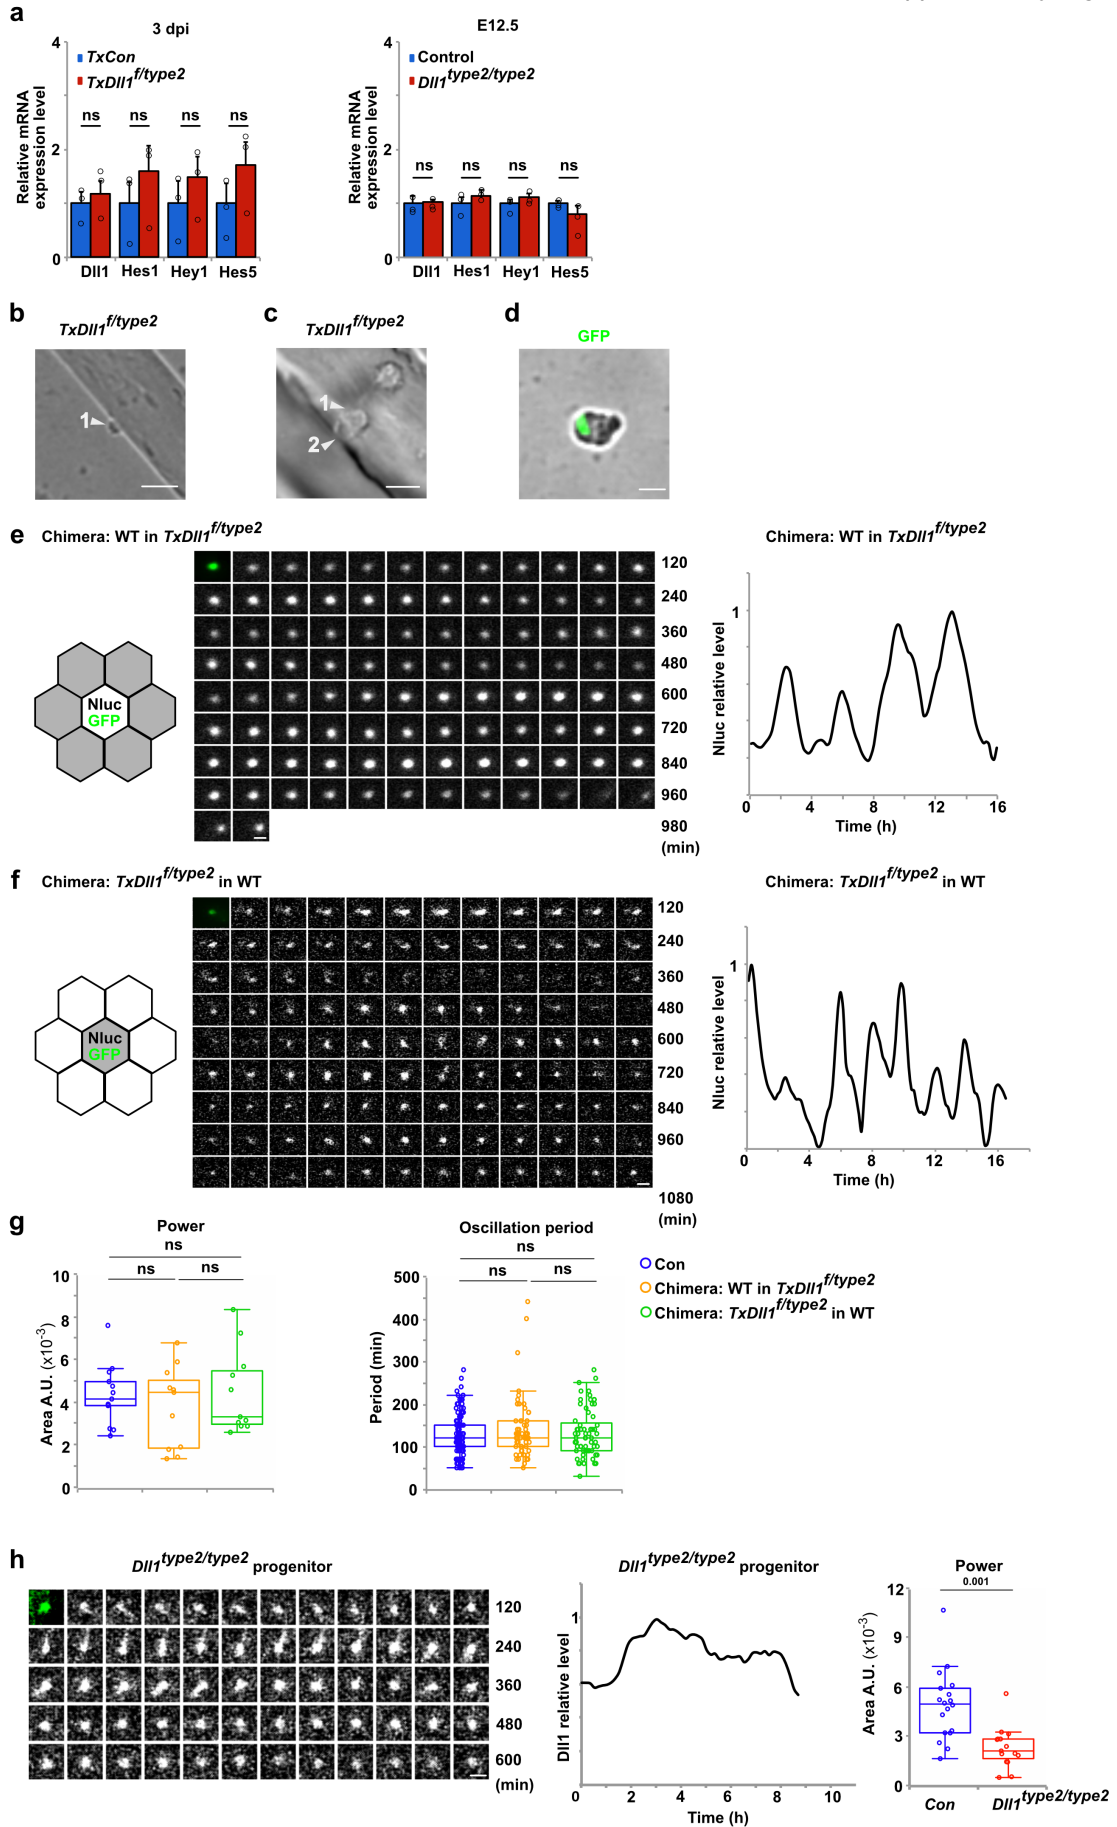 a
3 dpi
E12.5
4
2
0
Relative mRNA
expression level
TxCon
TxDll1f/type2
ns ns ns ns
Dll1 Hes1 Hey1 Hes5
4
2
0
Relative mRNA
expression level
Control
Dll1type2/type2
ns ns ns ns
Dll1 Hes1 Hey1 Hes5
b
TxDll1f/type2
1
c
TxDll1f/type2
1
2
d
GFP
e
Chimera: WT in TxDll1f/type2
Nluc
GFP
120
240
360
480
600
720
840
960
980
(min)
Chimera: WT in TxDll1f/type2
Nluc relative level
1
0 4 8 12 16
Time (h)
f
Chimera: TxDll1f/type2 in WT
Nluc
GFP
120
240
360
480
600
720
840
960
1080
(min)
Chimera: TxDll1f/type2 in WT
Nluc relative level
1
0 4 8 12 16
Time (h)
g
Power
ns
ns ns
Area A.U. (x10-3)
10
8
6
4
2
0
Oscillation period
ns
ns ns
Period (min)
500
400
300
200
100
0
Con
Chimera: WT in TxDll1f/type2
Chimera: TxDll1f/type2 in WT
h
Dll1type2/type2 progenitor
120
240
360
480
600
(min)
Dll1type2/type2 progenitor
Dll1 relative level
1
0 2 4 6 8 10
Time (h)
Power
0.001
Area A.U. (x10-3)
12
9
6
3
0
Con Dll1type2/type2